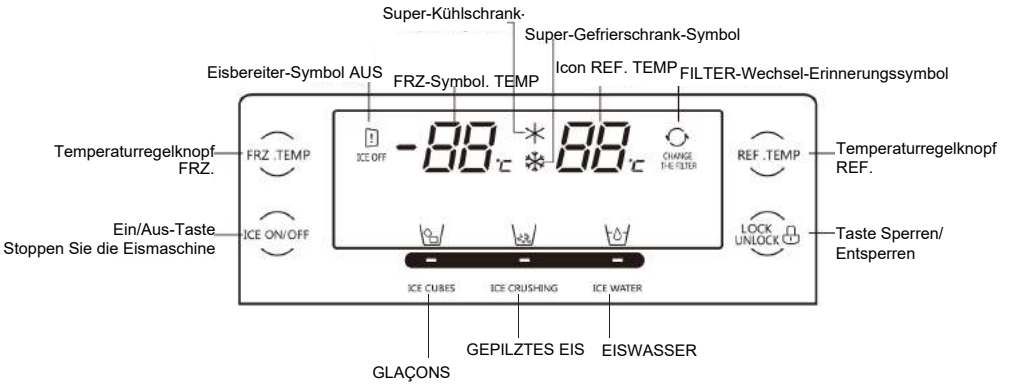 Super-Kühlschrank-
Super-Gefrierschrank-Symbol
Eisbereiter-Symbol AUS
FRZ-Symbol. TEMP
Icon REF. TEMP
FILTER-Wechsel-Erinnerungssymbol
Temperaturregelknopf
FRZ.
FRZ .TEMP
ICE OFF
-88 °C
88 °C
CHANGE
THE FILTER
REF .TEMP
Temperaturregelknopf
REF.
Ein/Aus-Taste
Stoppen Sie die Eismaschine
ICE ON/OFF
LOCK
UNLOCK
Taste Sperren/
Entsperren
ICE CUBES
ICE CRUSHING
ICE WATER
GEPILZTES EIS
EISWASSER
GLAÇONS